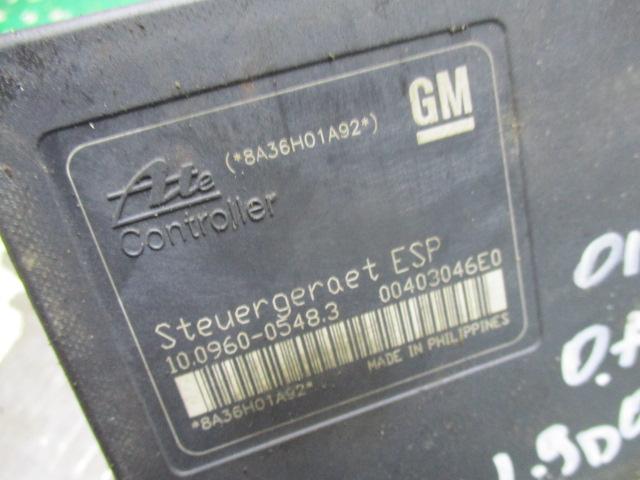 GM
(*8A36H01A92*)
Ate
Controller
Steuergeraet ESP
10.0960-0548.3 00403046E0
MADE IN PHILIPPINES
*8A36H01A92*